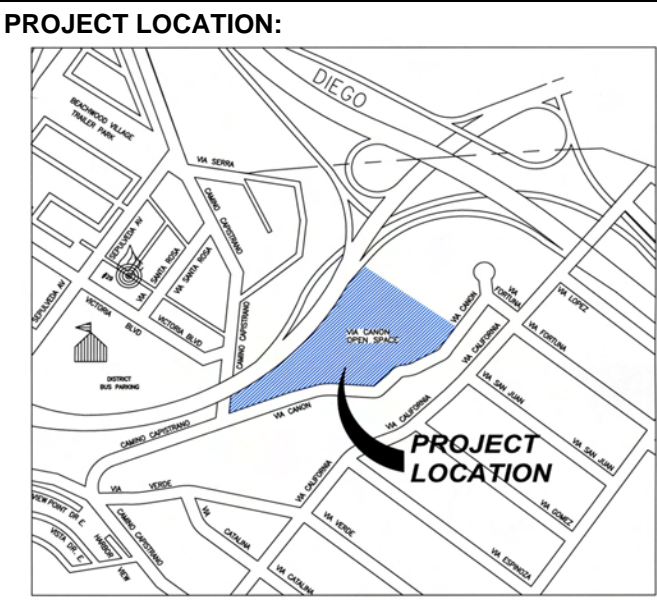 PROJECT LOCATION:
DIEGO
BEACHWOOD VILLAGE
TRAILER PARK
VIA SERRA
CAMINO CAPISTRANO
SEPULVEDA AV
VIA SANTA ROSA
VIA SANTA ROSA
SEPULVEDA AV
VICTORIA BLVD
VICTORIA BLVD
CAMINO CAPISTRANO
DISTRICT
BUS PARKING
VIA CANON
OPEN SPACE
VIA CANON
VIA FORTUNA
VIA LOPEZ
VIA CALIFORNIA
VIA FORTUNA
VIA SAN JUAN
VIA SAN JUAN
CAMINO CAPISTRANO
VIA CANON
VIA CALIFORNIA
PROJECT
LOCATION
VIA CALIFORNIA
VIA VERDE
VIA GOMEZ
VIEW POINT DR E.
VISTA DR. E.
HARBOR VIEW
CAMINO CAPISTRANO
VIA CATALINA
VIA VERDE
VIA ESPINOZA
VIA CATALINA